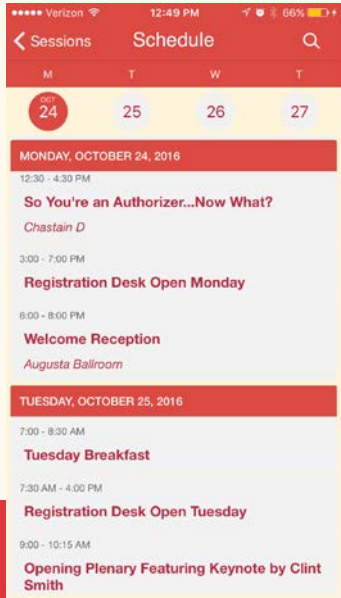 Verizon 12:49 PM 66%
Sessions Schedule
M T W T
OCT
24 25 26 27
MONDAY, OCTOBER 24, 2016
12:30 - 4:30 PM
So You're an Authorizer...Now What?
Chastain D
3:00 - 7:00 PM
Registration Desk Open Monday
6:00 - 8:00 PM
Welcome Reception
Augusta Ballroom
TUESDAY, OCTOBER 25, 2016
7:00 - 8:30 AM
Tuesday Breakfast
7:30 AM - 4:00 PM
Registration Desk Open Tuesday
9:00 - 10:15 AM
Opening Plenary Featuring Keynote by Clint
Smith